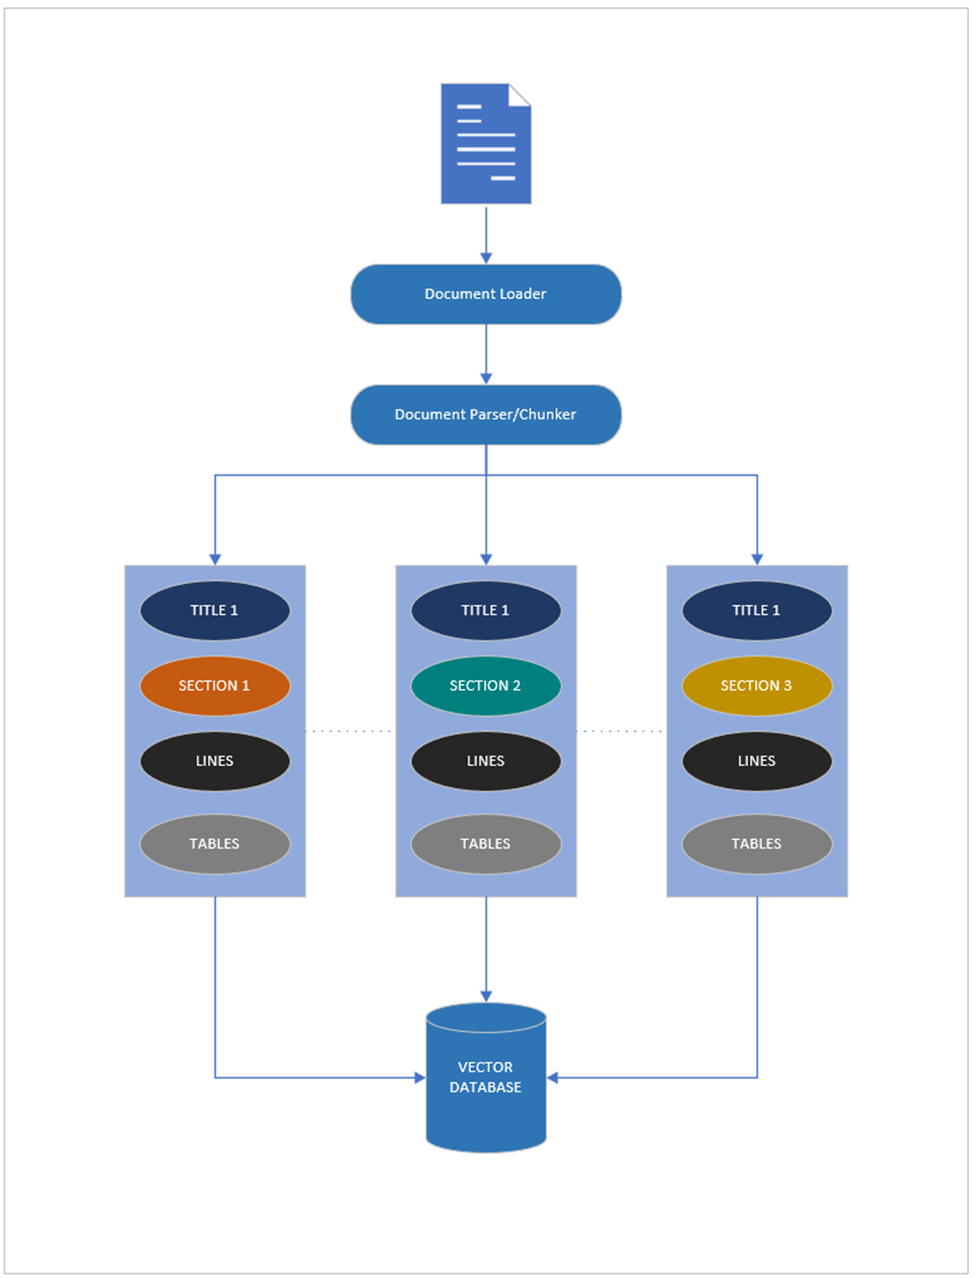 Document Loader
Document Parser/Chunker
TITLE 1
SECTION 1
LINES
TABLES
TITLE 1
SECTION 2
LINES
TABLES
TITLE 1
SECTION 3
LINES
TABLES
VECTOR
DATABASE